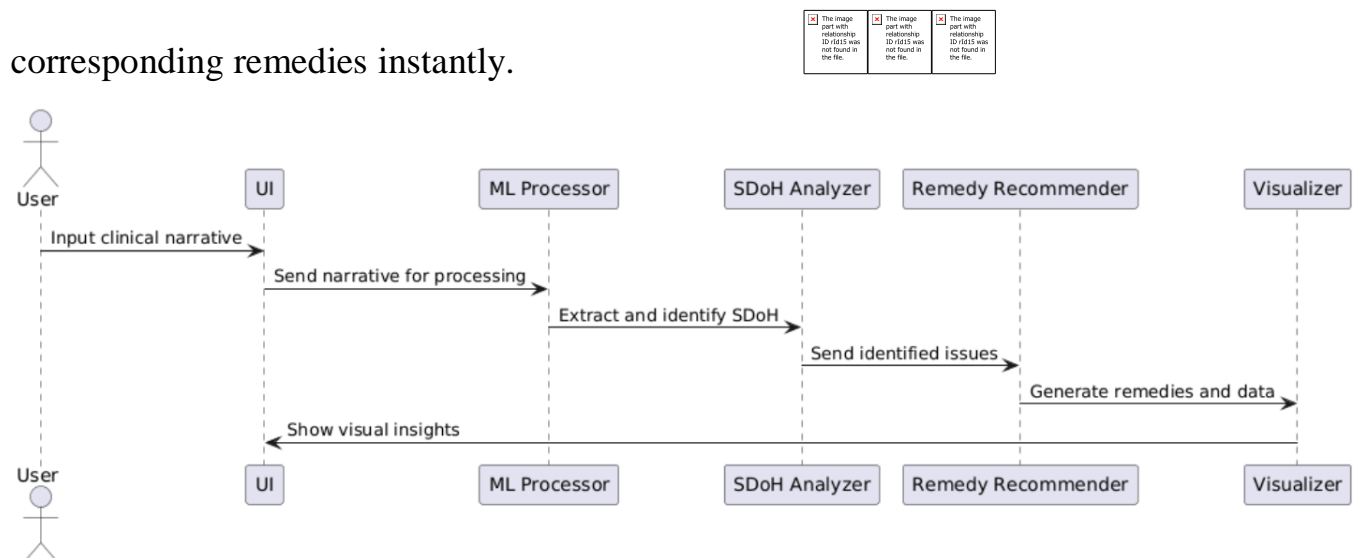 The image part with relationship ID rId15 was not found in the file.
The image part with relationship ID rId15 was not found in the file.
The image part with relationship ID rId15 was not found in the file.
corresponding remedies instantly.
User
UI
ML Processor
SDoH Analyzer
Remedy Recommender
Visualizer
Input clinical narrative
Send narrative for processing
Extract and identify SDoH
Send identified issues
Generate remedies and data
Show visual insights
User
UI
ML Processor
SDoH Analyzer
Remedy Recommender
Visualizer